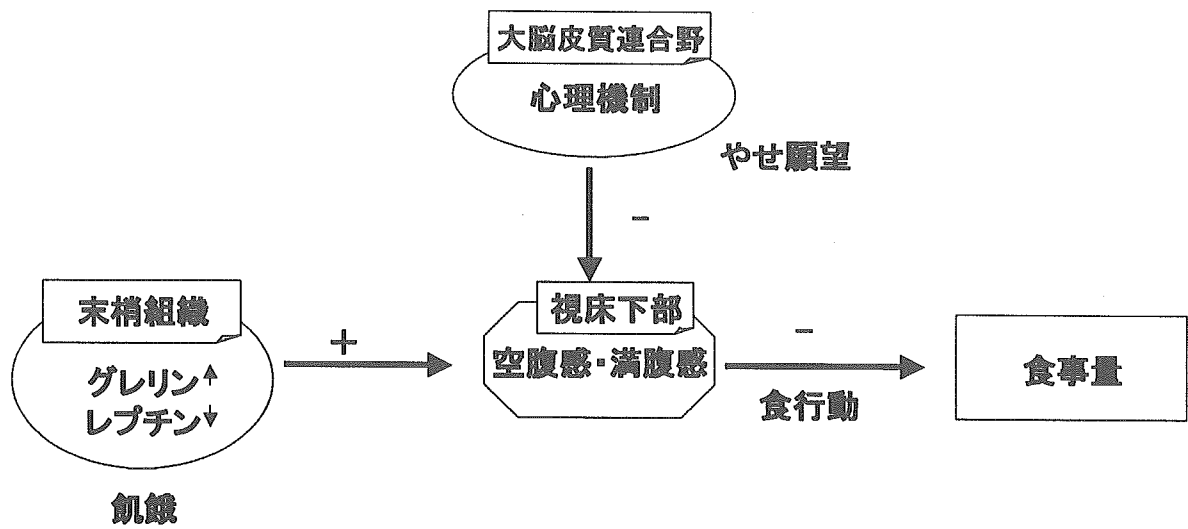 大脳皮質連合野
心理機制
やせ願望
−
末梢組織
グレリン↑
レプチン↓
飢餓
+
視床下部
空腹感・満腹感
−
食行動
食事量